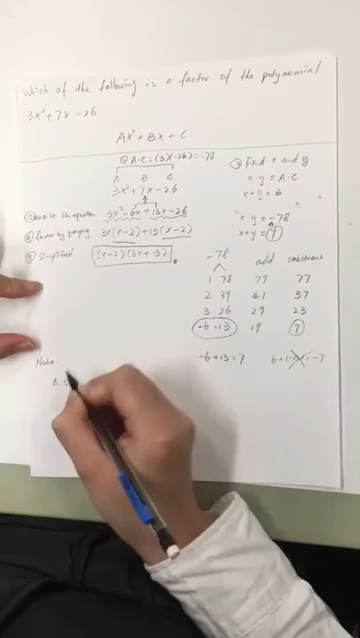 which of the following is a factor of the polynomial
3x²+7x-26
Ax²+Bx+C
① A·C=(3)(-26)=-78
A B C
3x²+7x-26
③ rewrite the equation 3x²-6x+13x-26
④ factor by grouping 3x(x-2)+13(x-2)
⑤ Simplified (x-2)(3x+13)
② Find x and y
x·y=A·C
x+y=B
x·y=-78
x+y=7
-78
add substract
1 78 79 77
2 39 41 37
3 26 29 23
-6·13 19 7
-6+13=7
=-7
Note: